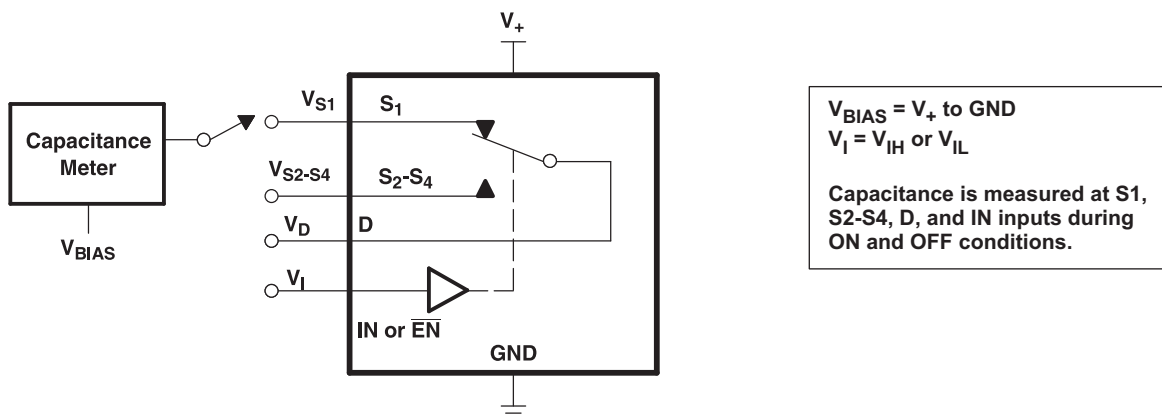 V+
Capacitance
Meter
VBIAS
VS1
S1
VS2-S4
S2-S4
VD
D
VI
IN or E̅N̅
GND
VBIAS = V+ to GND
VI = VIH or VIL
Capacitance is measured at S1,
S2-S4, D, and IN inputs during
ON and OFF conditions.